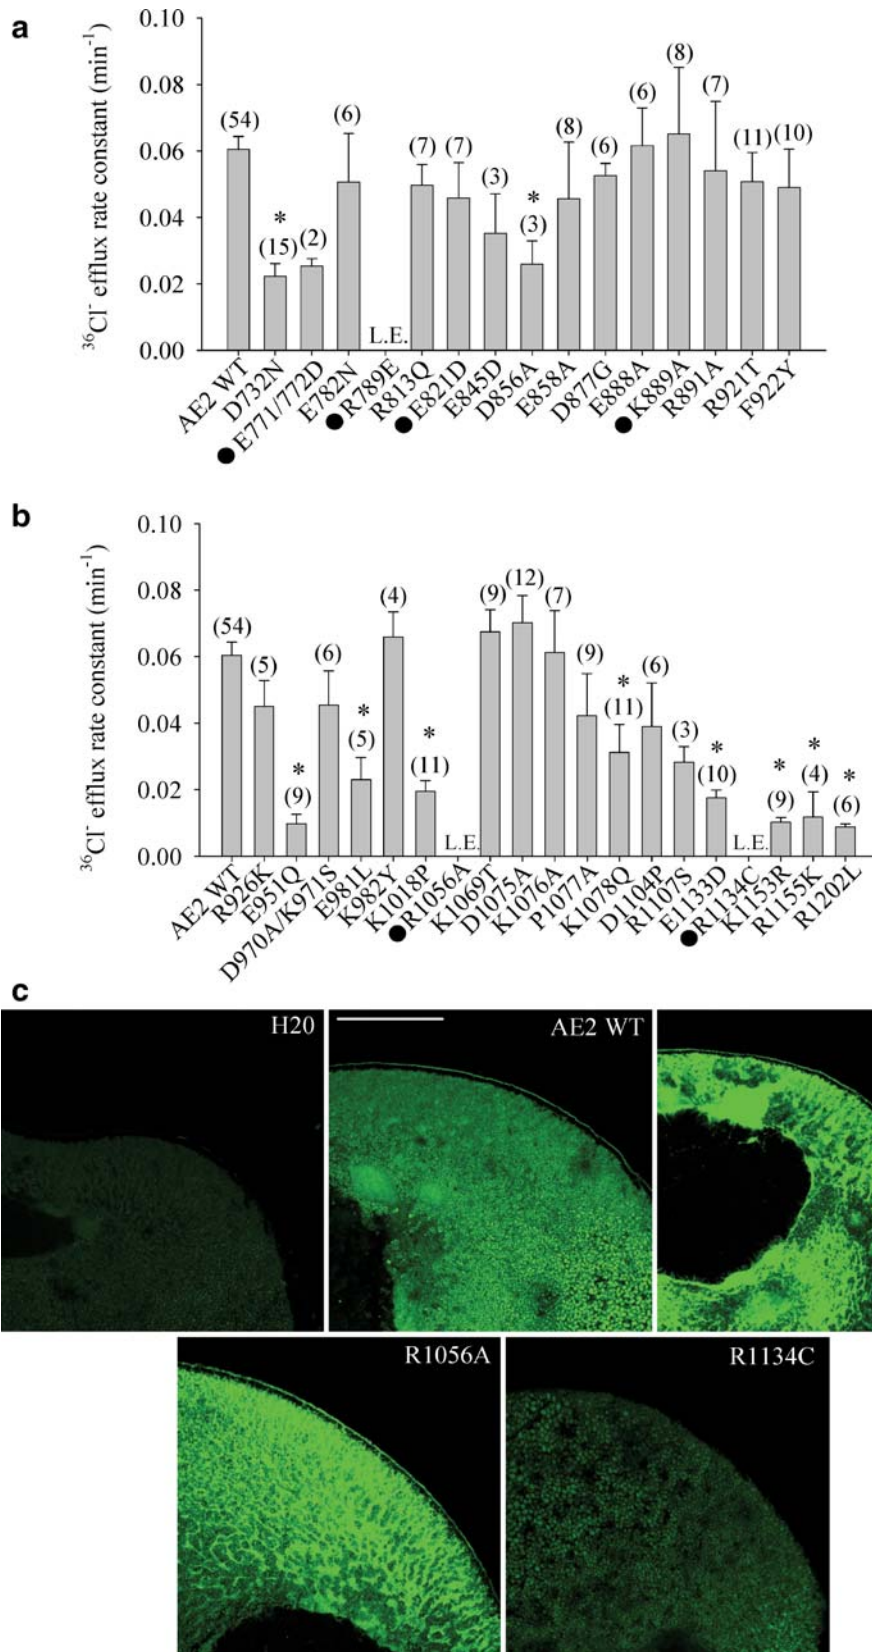 a
³⁶Cl⁻ efflux rate constant (min⁻¹)
0.10
0.08
0.06
0.04
0.02
0.00
(54)
*
(15)
(2)
(6)
L.E.
(7)
(7)
(3)
*
(3)
(8)
(6)
(6)
(8)
(7)
(11)
(10)
AE2 WT
D732N
● E771/772D
E782N
● R789E
R813Q
● E821D
E845D
D856A
E858A
D877G
E888A
● K889A
R891A
R921T
F922Y
b
³⁶Cl⁻ efflux rate constant (min⁻¹)
0.10
0.08
0.06
0.04
0.02
0.00
(54)
(5)
*
(9)
(6)
*
(5)
(4)
*
(11)
L.E.
(9)
(12)
(7)
(9)
*
(11)
(6)
(3)
*
(10)
L.E.
*
(9)
*
(4)
*
(6)
AE2 WT
R926K
E951Q
D970A/K971S
E981L
K982Y
K1018P
● R1056A
K1069T
D1075A
K1076A
P1077A
K1078Q
D1104P
R1107S
E1133D
● R1134C
K1153R
R1155K
R1202L
c
H20
AE2 WT
R1056A
R1134C